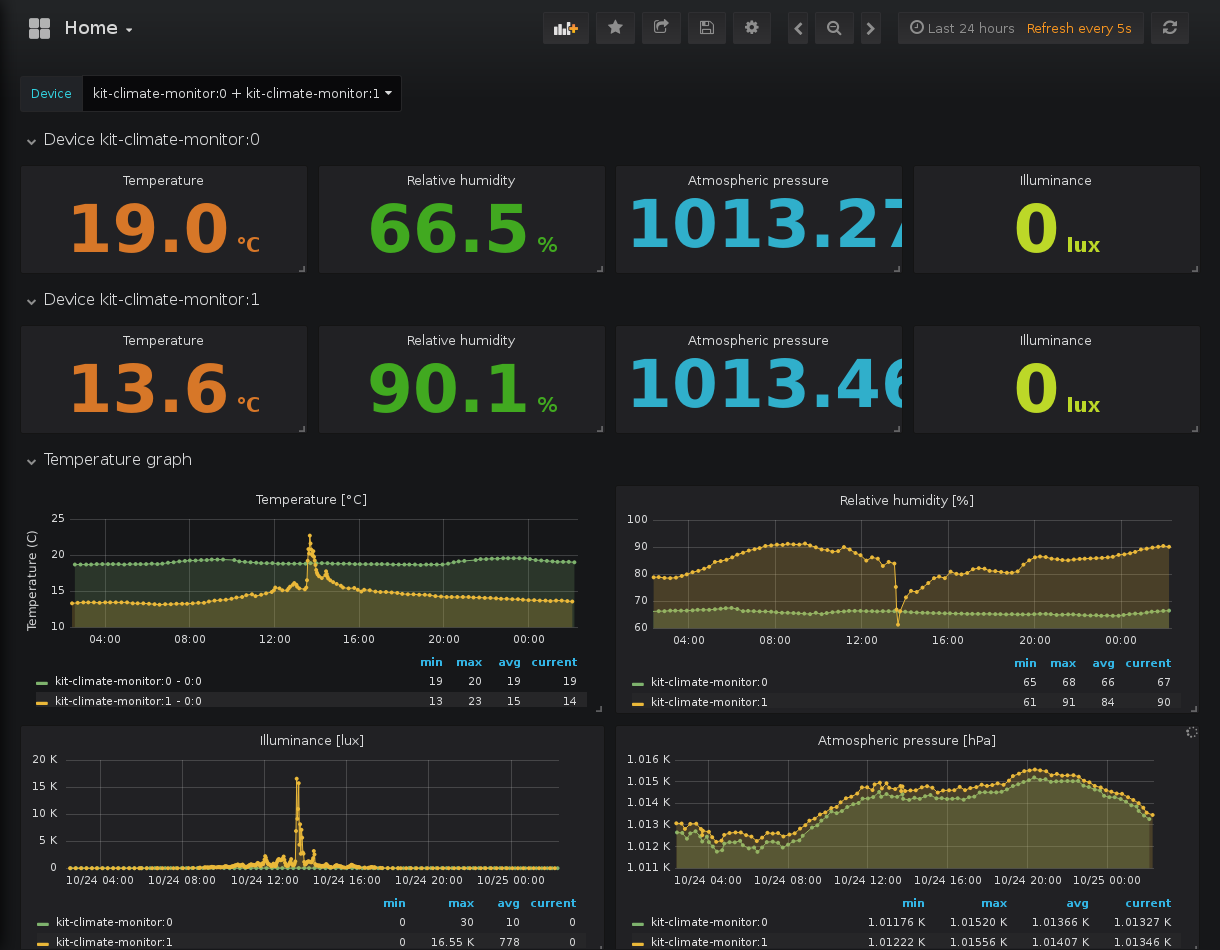 Home
Last 24 hours Refresh every 5s
Device kit-climate-monitor:0 + kit-climate-monitor:1
Device kit-climate-monitor:0
Temperature Relative humidity Atmospheric pressure Illuminance
19.0 °C 66.5 % 1013.27 0 lux
Device kit-climate-monitor:1
Temperature Relative humidity Atmospheric pressure Illuminance
13.6 °C 90.1 % 1013.46 0 lux
Temperature graph
Temperature [°C]
Temperature (C)
25
20
15
10
04:00 08:00 12:00 16:00 20:00 00:00
min max avg current
kit-climate-monitor:0 - 0:0 19 20 19 19
kit-climate-monitor:1 - 0:0 13 23 15 14
Relative humidity [%]
100
90
80
70
60
04:00 08:00 12:00 16:00 20:00 00:00
min max avg current
kit-climate-monitor:0 65 68 66 67
kit-climate-monitor:1 61 91 84 90
Illuminance [lux]
20 K
15 K
10 K
5 K
0
10/24 04:00 10/24 08:00 10/24 12:00 10/24 16:00 10/24 20:00 10/25 00:00
min max avg current
kit-climate-monitor:0 0 30 10 0
kit-climate-monitor:1 0 16.55 K 778 0
Atmospheric pressure [hPa]
1.016 K
1.015 K
1.014 K
1.013 K
1.012 K
1.011 K
10/24 04:00 10/24 08:00 10/24 12:00 10/24 16:00 10/24 20:00 10/25 00:00
min max avg current
kit-climate-monitor:0 1.01176 K 1.01520 K 1.01366 K 1.01327 K
kit-climate-monitor:1 1.01222 K 1.01556 K 1.01407 K 1.01346 K